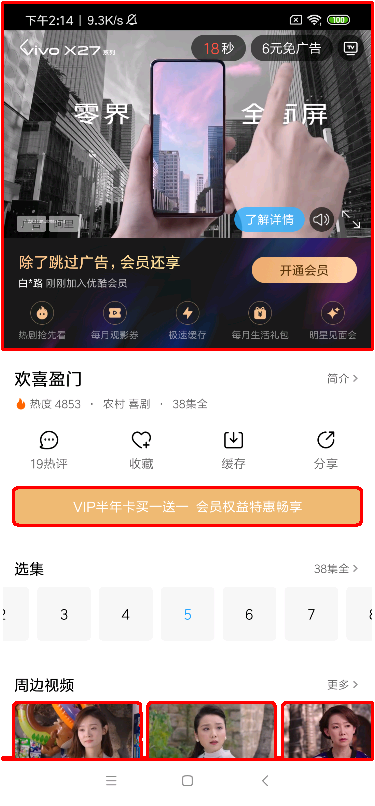 下午2:14 | 9.3K/s
100
vivo X27系列
18秒
6元免广告
TV
零界 全面屏
广告 阿里
了解详情
除了跳过广告，会员还享
白*路 刚刚加入优酷会员
开通会员
热剧抢先看 每月观影券 极速缓存 每月生活礼包 明星见面会
欢喜盈门
简介 >
热度 4853 · 农村 喜剧 · 38集全
19热评 收藏 缓存 分享
VIP半年卡买一送一 会员权益特惠畅享
选集
38集全 >
2 3 4 5 6 7 8
周边视频
更多 >